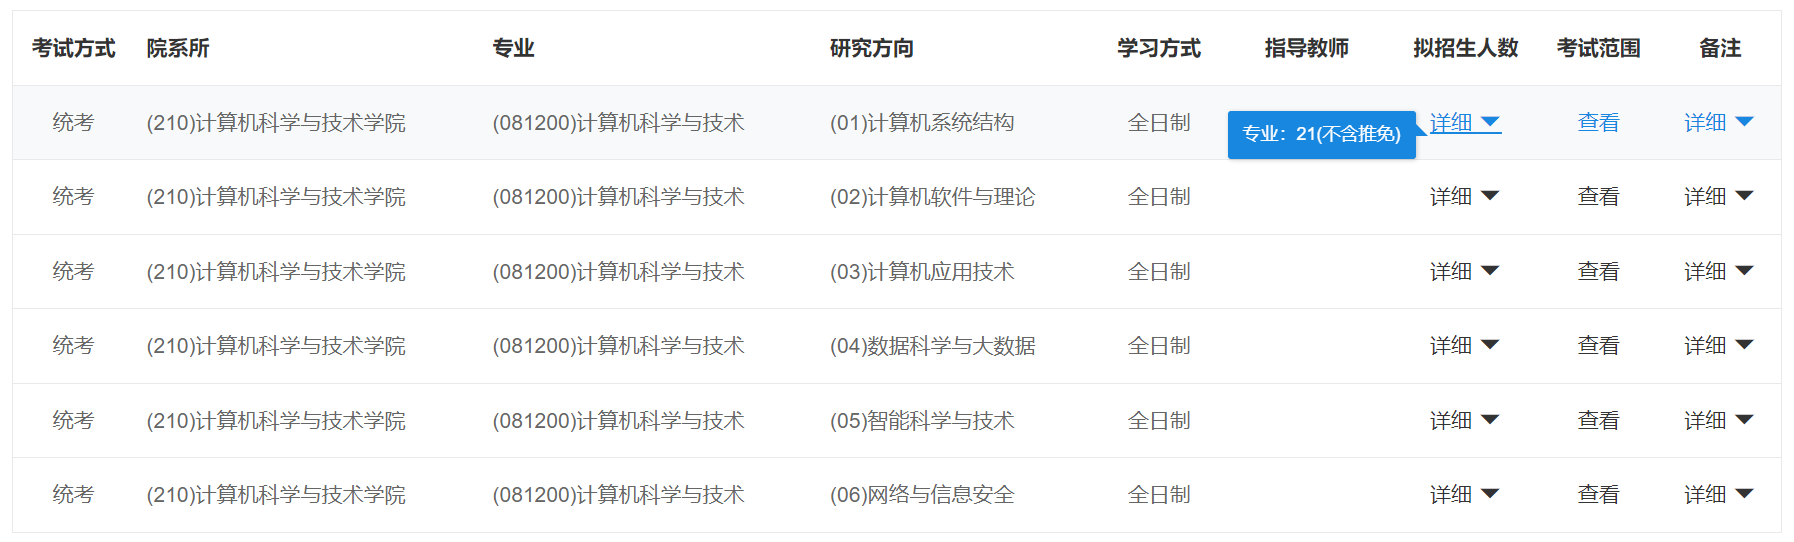 考试方式 院系所 专业 研究方向 学习方式 指导教师 拟招生人数 考试范围 备注
统考 (210)计算机科学与技术学院 (081200)计算机科学与技术 (01)计算机系统结构 全日制 专业：21(不含推免) 详细 查看 详细
统考 (210)计算机科学与技术学院 (081200)计算机科学与技术 (02)计算机软件与理论 全日制 详细 查看 详细
统考 (210)计算机科学与技术学院 (081200)计算机科学与技术 (03)计算机应用技术 全日制 详细 查看 详细
统考 (210)计算机科学与技术学院 (081200)计算机科学与技术 (04)数据科学与大数据 全日制 详细 查看 详细
统考 (210)计算机科学与技术学院 (081200)计算机科学与技术 (05)智能科学与技术 全日制 详细 查看 详细
统考 (210)计算机科学与技术学院 (081200)计算机科学与技术 (06)网络与信息安全 全日制 详细 查看 详细